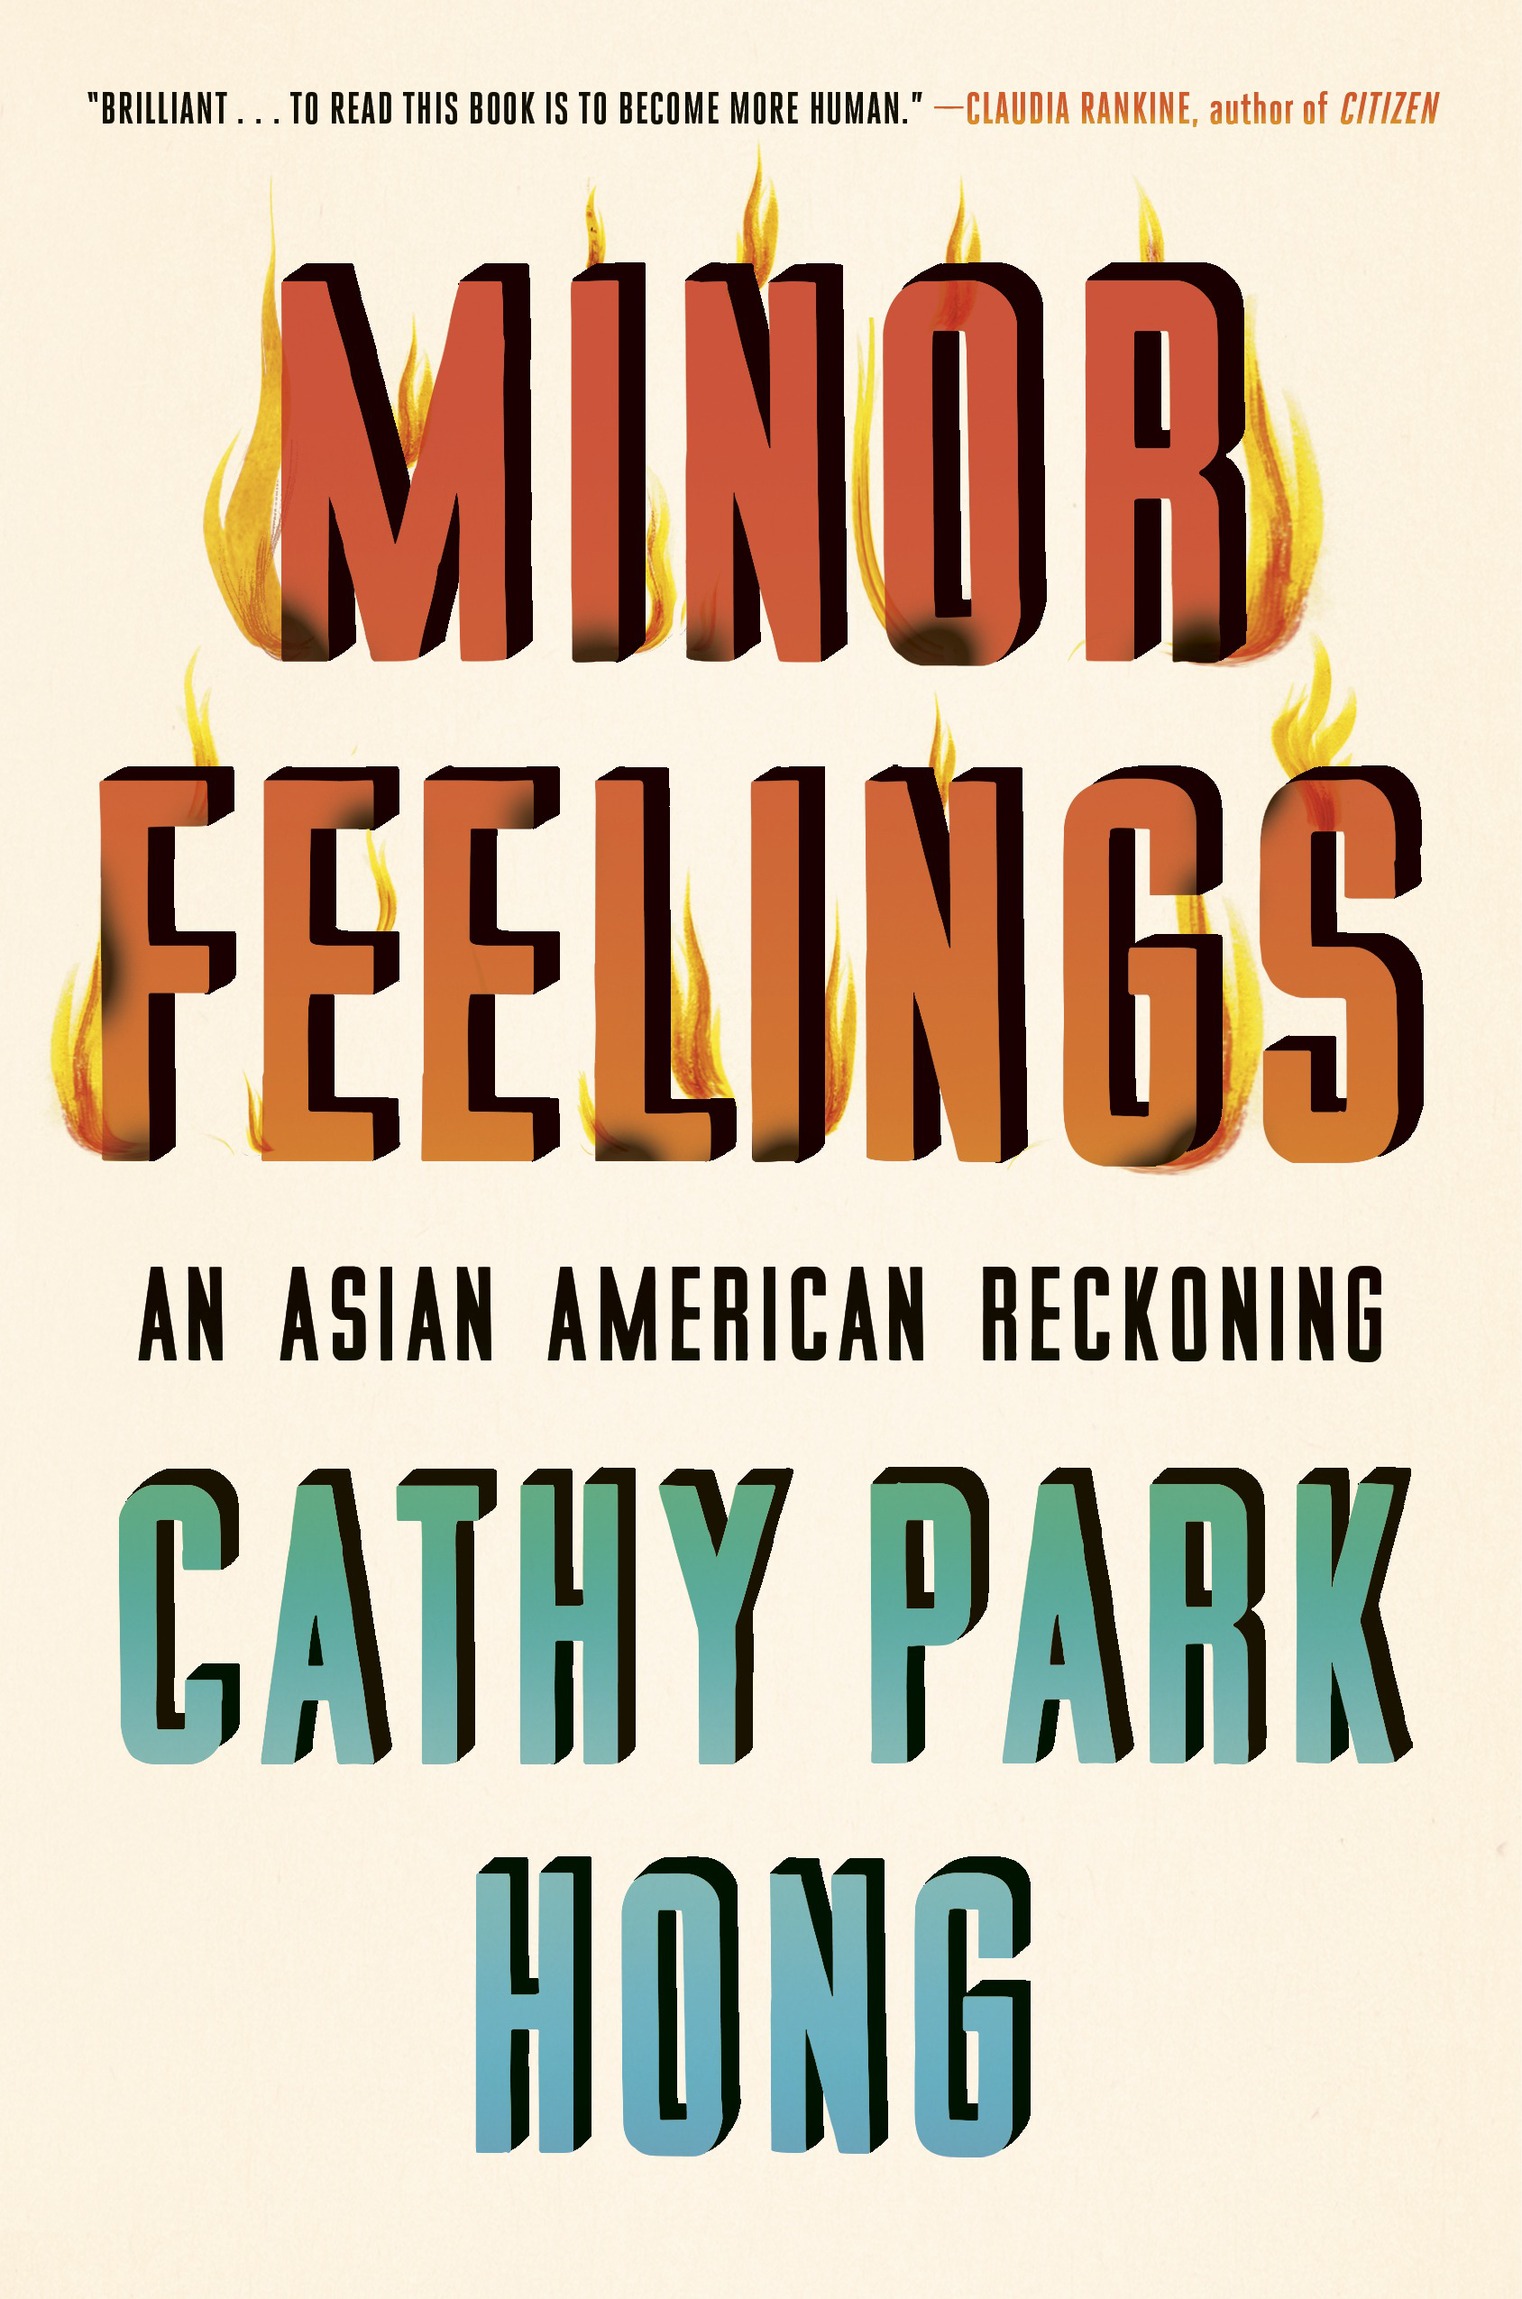 “BRILLIANT . . . TO READ THIS BOOK IS TO BECOME MORE HUMAN.” —CLAUDIA RANKINE, author of CITIZEN
MINOR
FEELINGS
AN ASIAN AMERICAN RECKONING
CATHY PARK
HONG